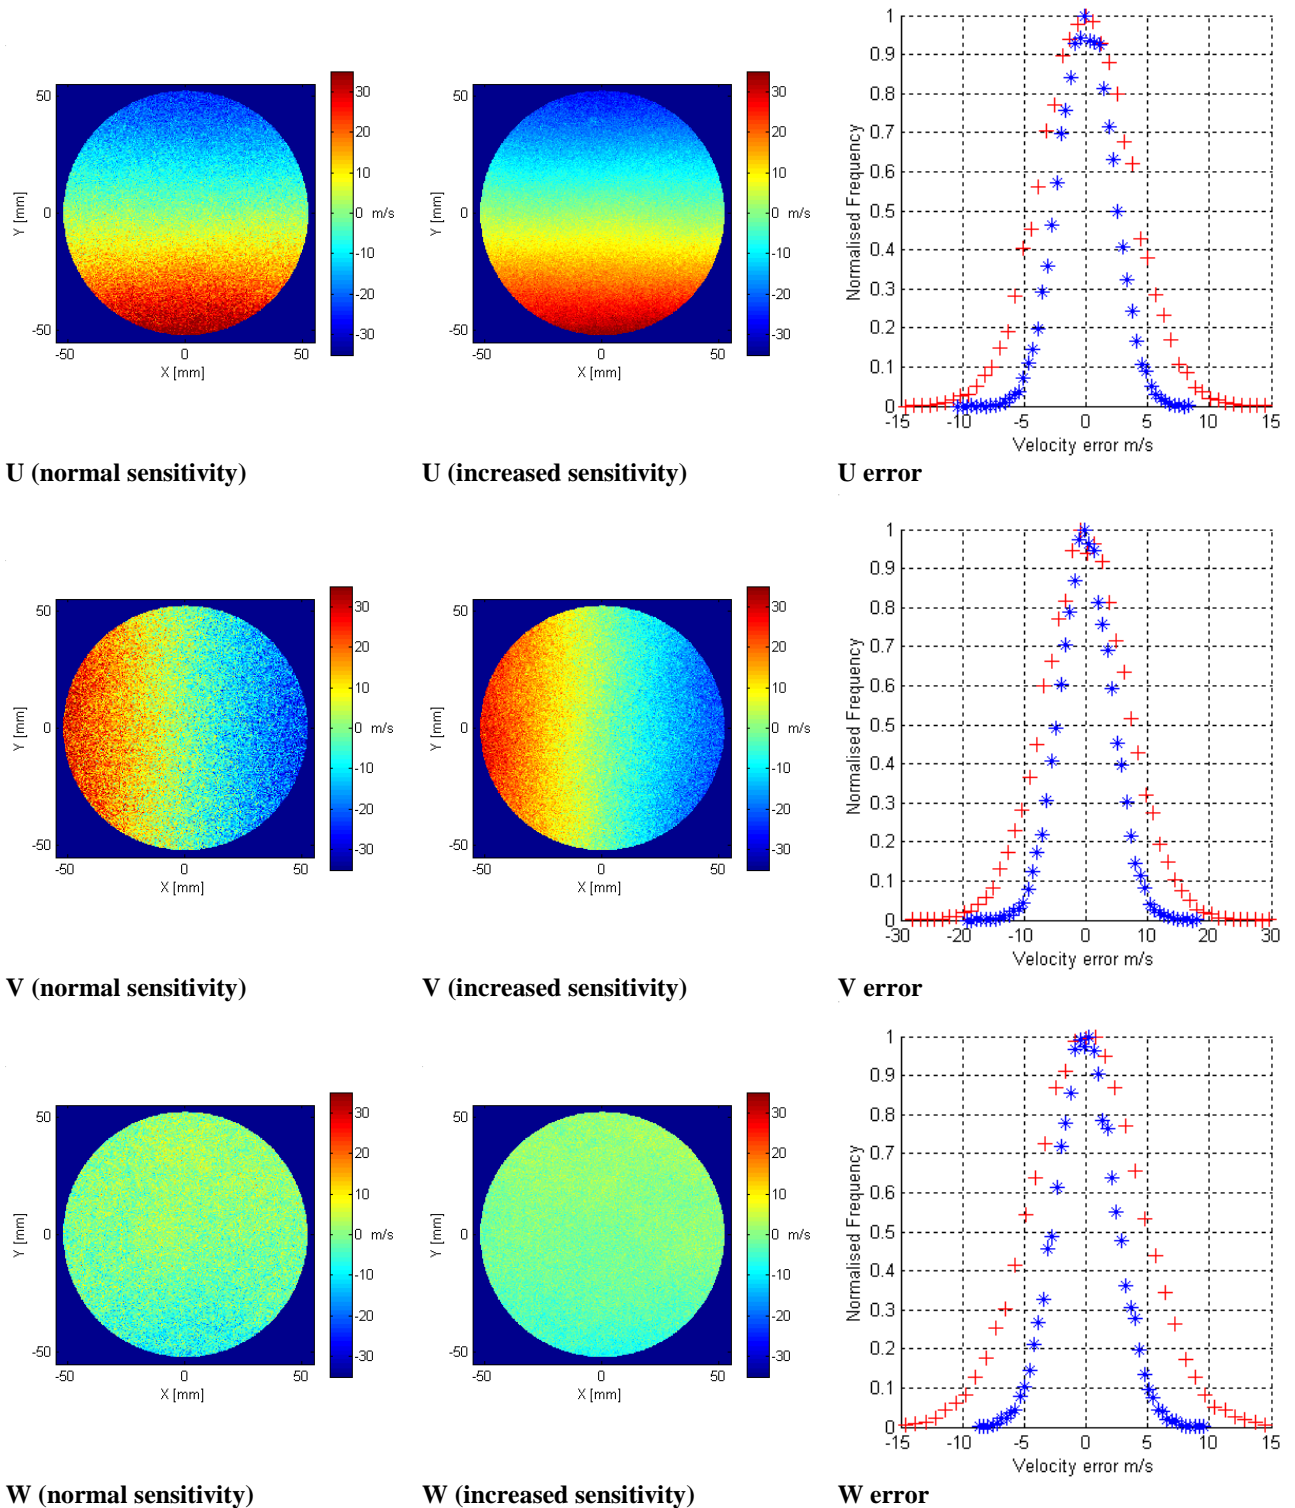 50
0
-50
Y [mm]
-50 0 50
X [mm]
30
20
10
0 m/s
-10
-20
-30
50
0
-50
Y [mm]
-50 0 50
X [mm]
30
20
10
0 m/s
-10
-20
-30
1
0.9
0.8
0.7
0.6
0.5
0.4
0.3
0.2
0.1
0
Normalised Frequency
-15 -10 -5 0 5 10 15
Velocity error m/s
U (normal sensitivity)
U (increased sensitivity)
U error
50
0
-50
Y [mm]
-50 0 50
X [mm]
30
20
10
0 m/s
-10
-20
-30
50
0
-50
Y [mm]
-50 0 50
X [mm]
30
20
10
0 m/s
-10
-20
-30
1
0.9
0.8
0.7
0.6
0.5
0.4
0.3
0.2
0.1
0
Normalised Frequency
-30 -20 -10 0 10 20 30
Velocity error m/s
V (normal sensitivity)
V (increased sensitivity)
V error
50
0
-50
Y [mm]
-50 0 50
X [mm]
30
20
10
0 m/s
-10
-20
-30
50
0
-50
Y [mm]
-50 0 50
X [mm]
30
20
10
0 m/s
-10
-20
-30
1
0.9
0.8
0.7
0.6
0.5
0.4
0.3
0.2
0.1
0
Normalised Frequency
-15 -10 -5 0 5 10 15
Velocity error m/s
W (normal sensitivity)
W (increased sensitivity)
W error